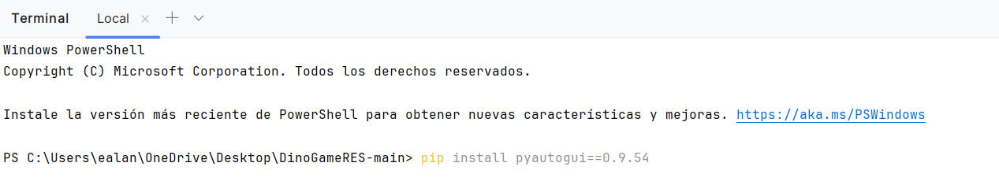 Terminal Local
Windows PowerShell
Copyright (C) Microsoft Corporation. Todos los derechos reservados.
Instale la versión más reciente de PowerShell para obtener nuevas características y mejoras. https://aka.ms/PSWindows
PS C:\Users\ealan\OneDrive\Desktop\DinoGameRES-main> pip install pyautogui==0.9.54